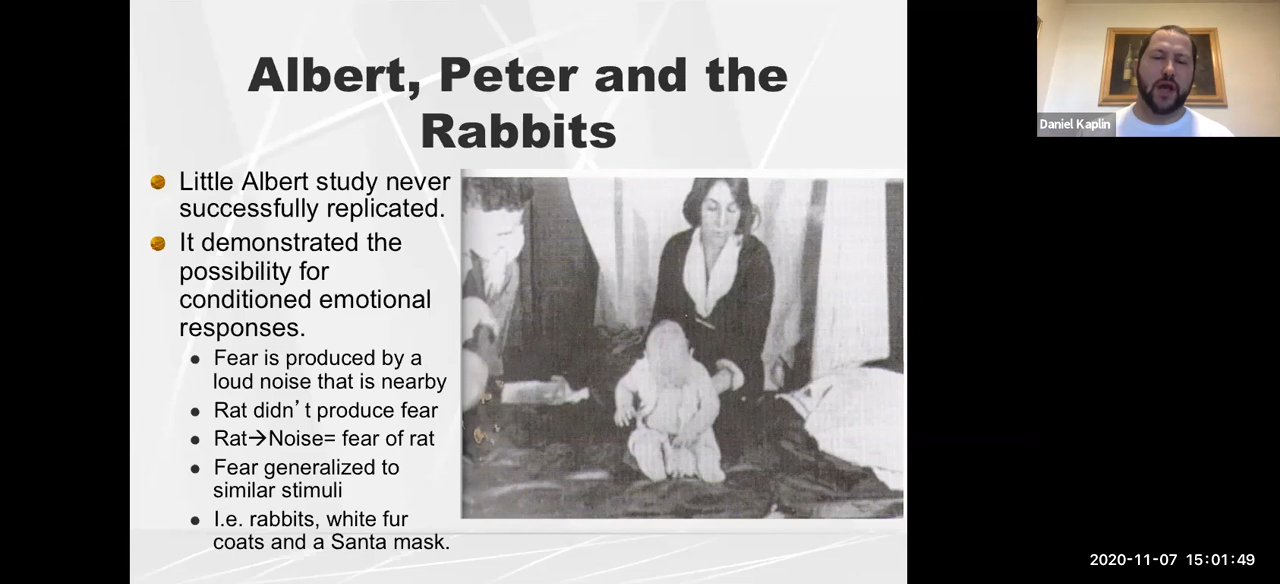 Albert, Peter and the
Rabbits
Little Albert study never
successfully replicated.
It demonstrated the
possibility for
conditioned emotional
responses.
Fear is produced by a
loud noise that is nearby
Rat didn’t produce fear
Rat→Noise= fear of rat
Fear generalized to
similar stimuli
I.e. rabbits, white fur
coats and a Santa mask.
Daniel Kaplin
2020-11-07 15:01:49